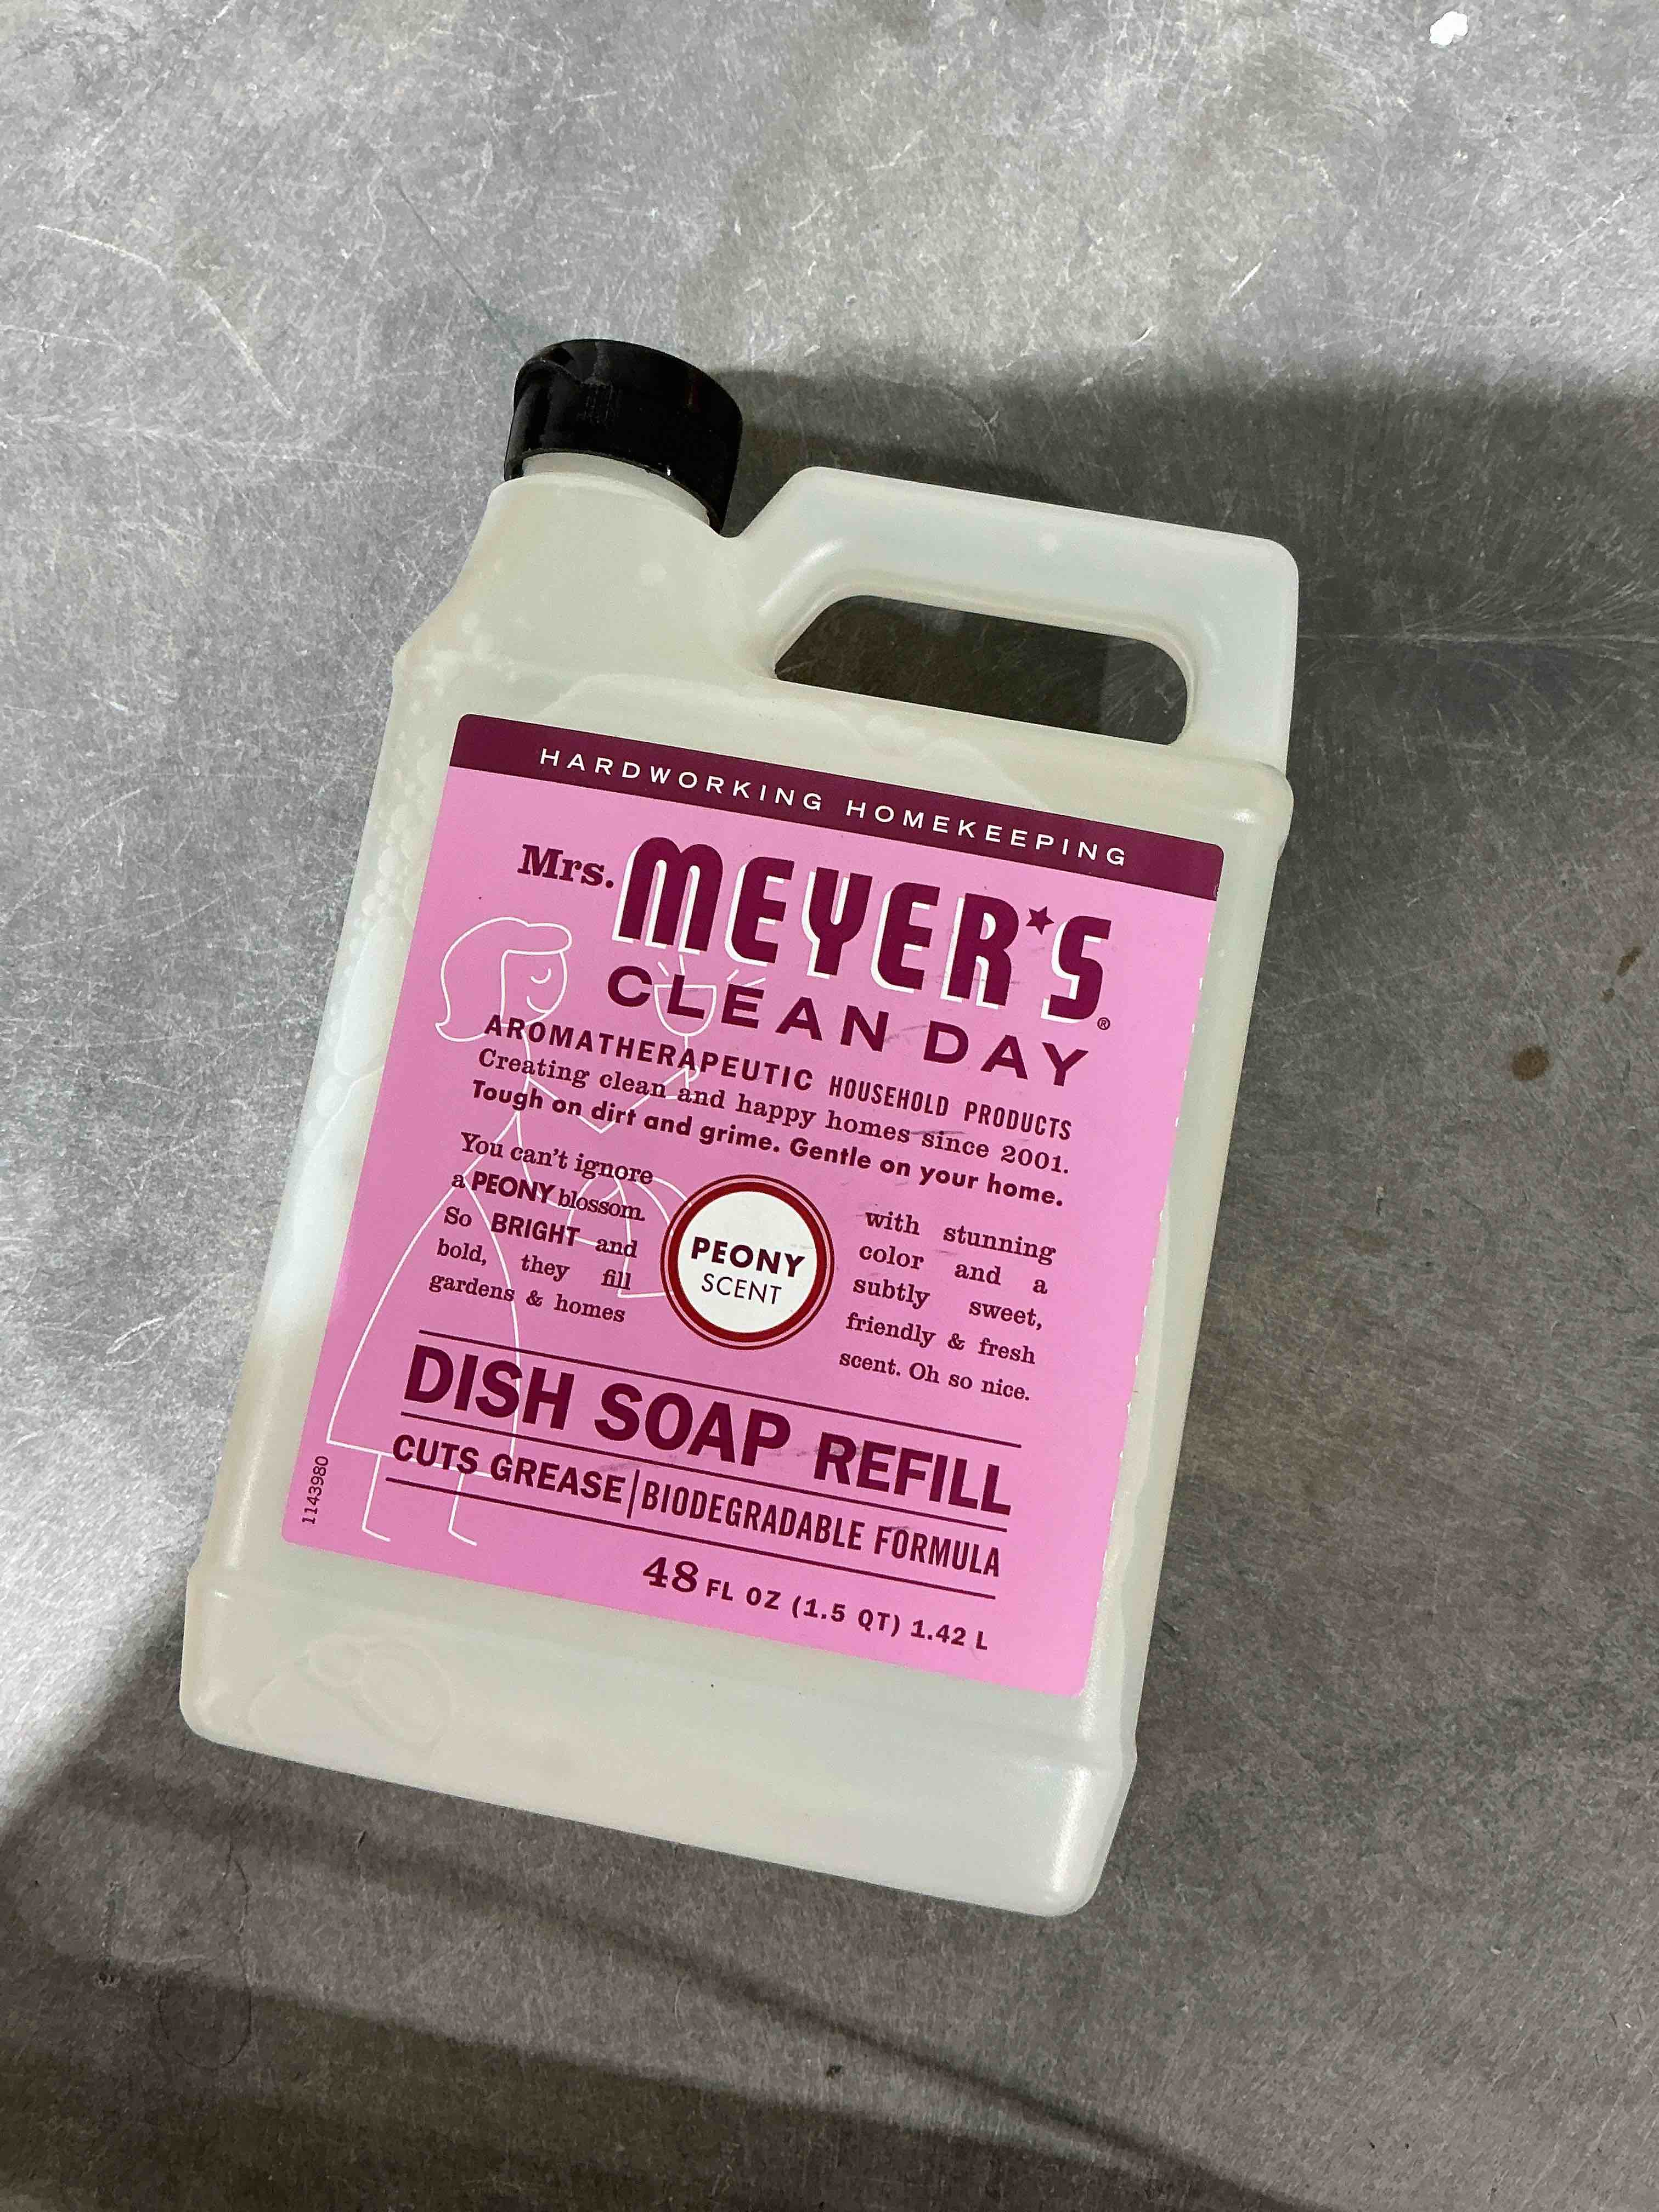 HARDWORKING HOMEKEEPING
Mrs. MEYER'S®
CLEAN DAY
AROMATHERAPEUTIC HOUSEHOLD PRODUCTS
Creating clean and happy homes since 2001.
Tough on dirt and grime. Gentle on your home.
You can't ignore
a PEONY blossom.
So BRIGHT and
bold, they fill
gardens & homes
PEONY
SCENT
with stunning
color and a
subtly sweet,
friendly & fresh
scent. Oh so nice.
DISH SOAP REFILL
CUTS GREASE|BIODEGRADABLE FORMULA
48 FL OZ (1.5 QT) 1.42 L
1143980